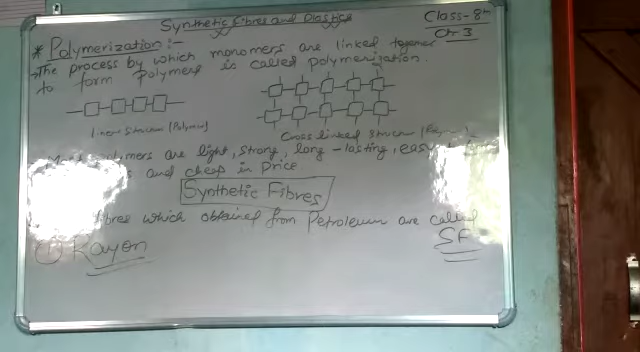 Synthetic Fibres and Plastics
Class-8th
Ch 3
* Polymerization:-
→The process by which monomers are linked together
to form polymers is called polymerization.
linear structure (Polymer)
Cross linked structure
polymers are light, strong, long-lasting, easy
and cheap in price
Synthetic Fibres
fibres which obtained from Petroleum are called
SF
① Rayon